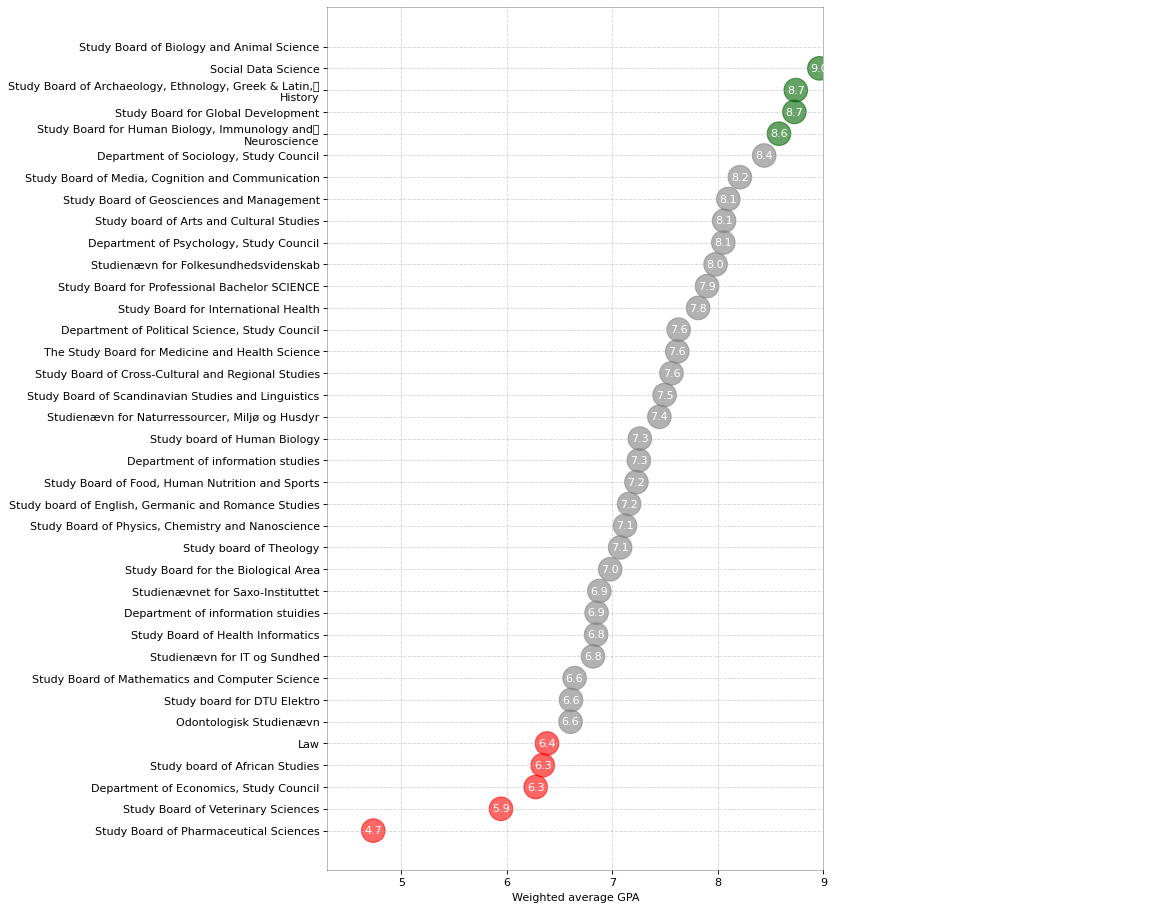 Study Board of Biology and Animal Science
Social Data Science 9.0
Study Board of Archaeology, Ethnology, Greek & Latin,
History 8.7
Study Board for Global Development 8.7
Study Board for Human Biology, Immunology and
Neuroscience 8.6
Department of Sociology, Study Council 8.4
Study Board of Media, Cognition and Communication 8.2
Study Board of Geosciences and Management 8.1
Study board of Arts and Cultural Studies 8.1
Department of Psychology, Study Council 8.1
Studienævn for Folkesundhedsvidenskab 8.0
Study Board for Professional Bachelor SCIENCE 7.9
Study Board for International Health 7.8
Department of Political Science, Study Council 7.6
The Study Board for Medicine and Health Science 7.6
Study Board of Cross-Cultural and Regional Studies 7.6
Study Board of Scandinavian Studies and Linguistics 7.5
Studienævn for Naturressourcer, Miljø og Husdyr 7.4
Study board of Human Biology 7.3
Department of information studies 7.3
Study Board of Food, Human Nutrition and Sports 7.2
Study board of English, Germanic and Romance Studies 7.2
Study Board of Physics, Chemistry and Nanoscience 7.1
Study board of Theology 7.1
Study Board for the Biological Area 7.0
Studienævnet for Saxo-Instituttet 6.9
Department of information stuidies 6.9
Study Board of Health Informatics 6.8
Studienævn for IT og Sundhed 6.8
Study Board of Mathematics and Computer Science 6.6
Study board for DTU Elektro 6.6
Odontologisk Studienævn 6.6
Law 6.4
Study board of African Studies 6.3
Department of Economics, Study Council 6.3
Study Board of Veterinary Sciences 5.9
Study Board of Pharmaceutical Sciences 4.7
5 6 7 8 9
Weighted average GPA